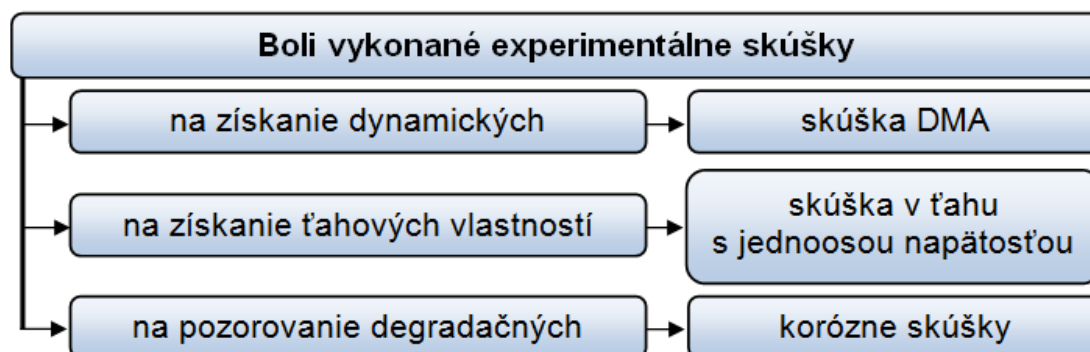 Boli vykonané experimentálne skúšky
na získanie dynamických
skúška DMA
na získanie ťahových vlastností
skúška v ťahu
s jednoosou napätosťou
na pozorovanie degradačných
korózne skúšky